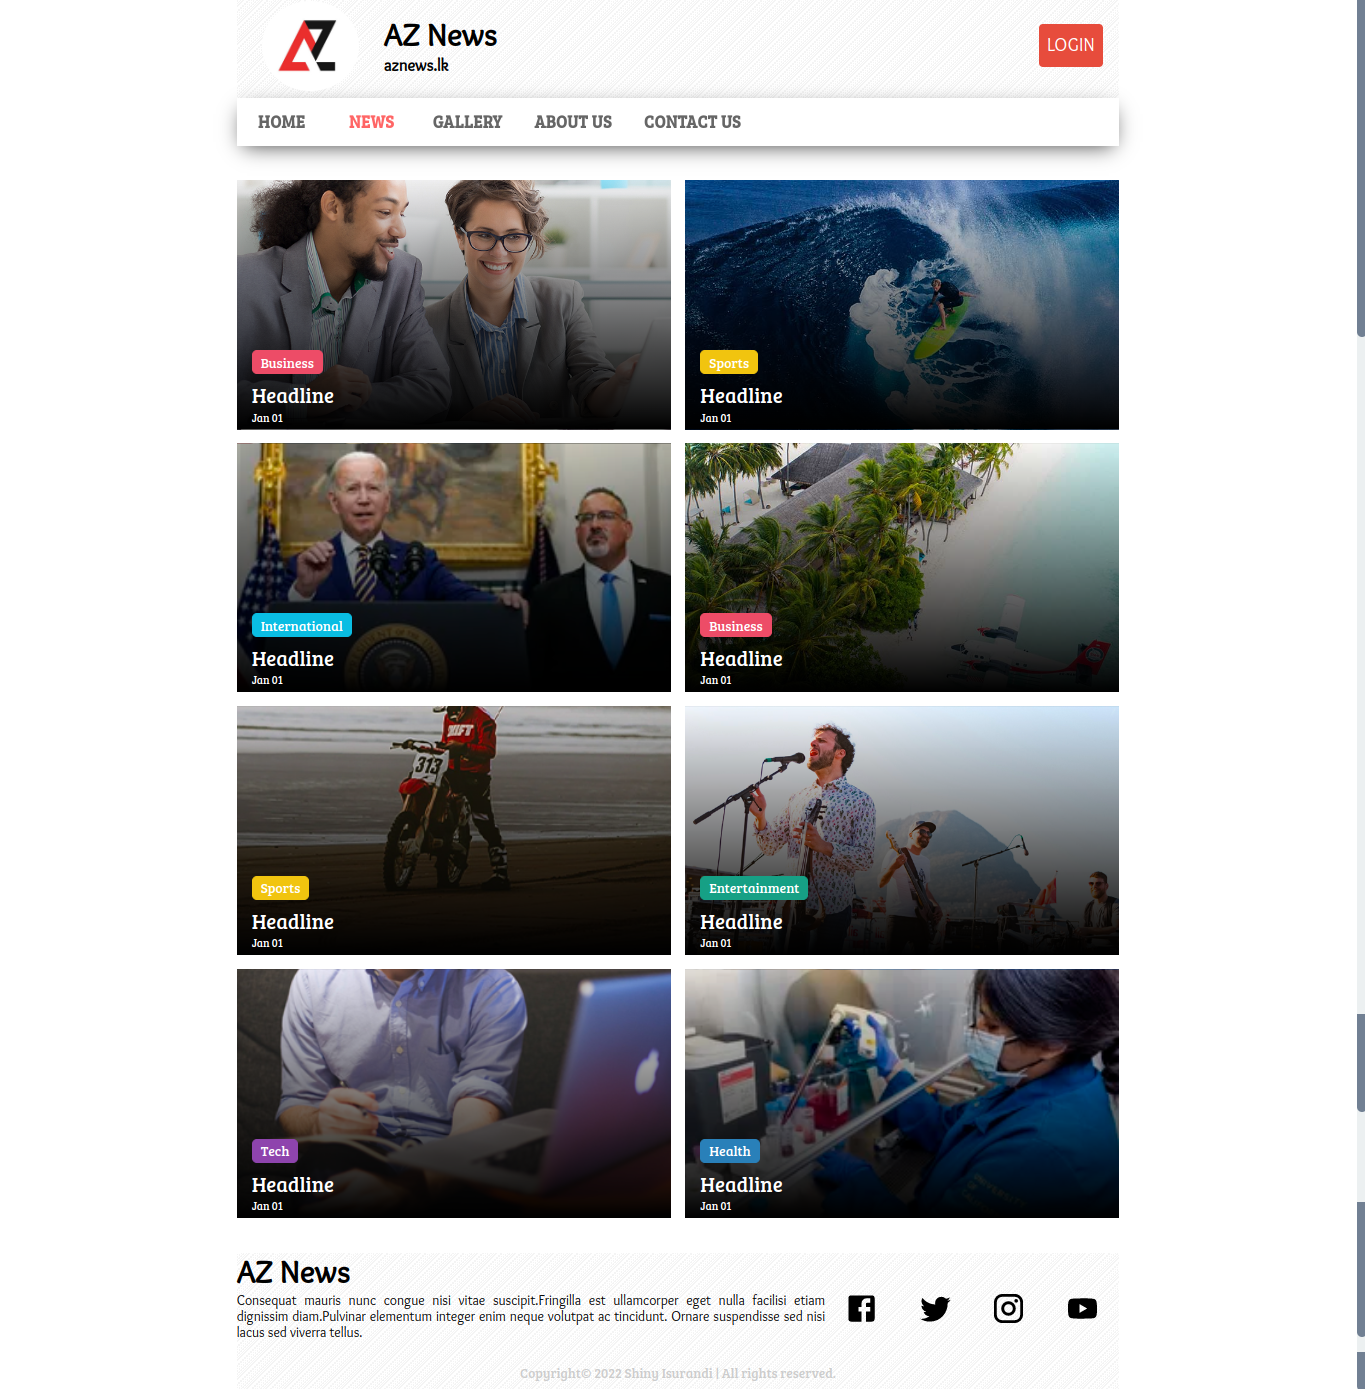 AZ
AZ News
aznews.lk
LOGIN
HOME NEWS GALLERY ABOUT US CONTACT US
Business
Headline
Jan 01
Sports
Headline
Jan 01
International
Headline
Jan 01
Business
Headline
Jan 01
313
Sports
Headline
Jan 01
Entertainment
Headline
Jan 01
Tech
Headline
Jan 01
Health
Headline
Jan 01
AZ News
Consequat mauris nunc congue nisi vitae suscipit.Fringilla est ullamcorper eget nulla facilisi etiam
dignissim diam.Pulvinar elementum integer enim neque volutpat ac tincidunt. Ornare suspendisse sed nisi
lacus sed viverra tellus.
Copyright© 2022 Shiny Isurandi | All rights reserved.